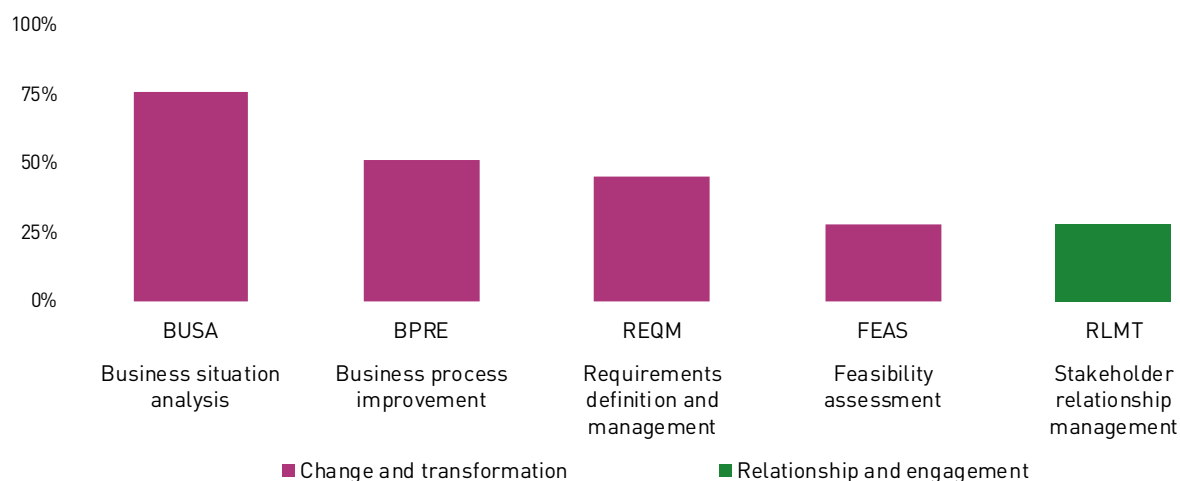 100%
75%
50%
25%
0%
BUSA
BPRE
REQM
FEAS
RLMT
Business situation
analysis
Business process
improvement
Requirements
definition and
management
Feasibility
assessment
Stakeholder
relationship
management
Change and transformation
Relationship and engagement